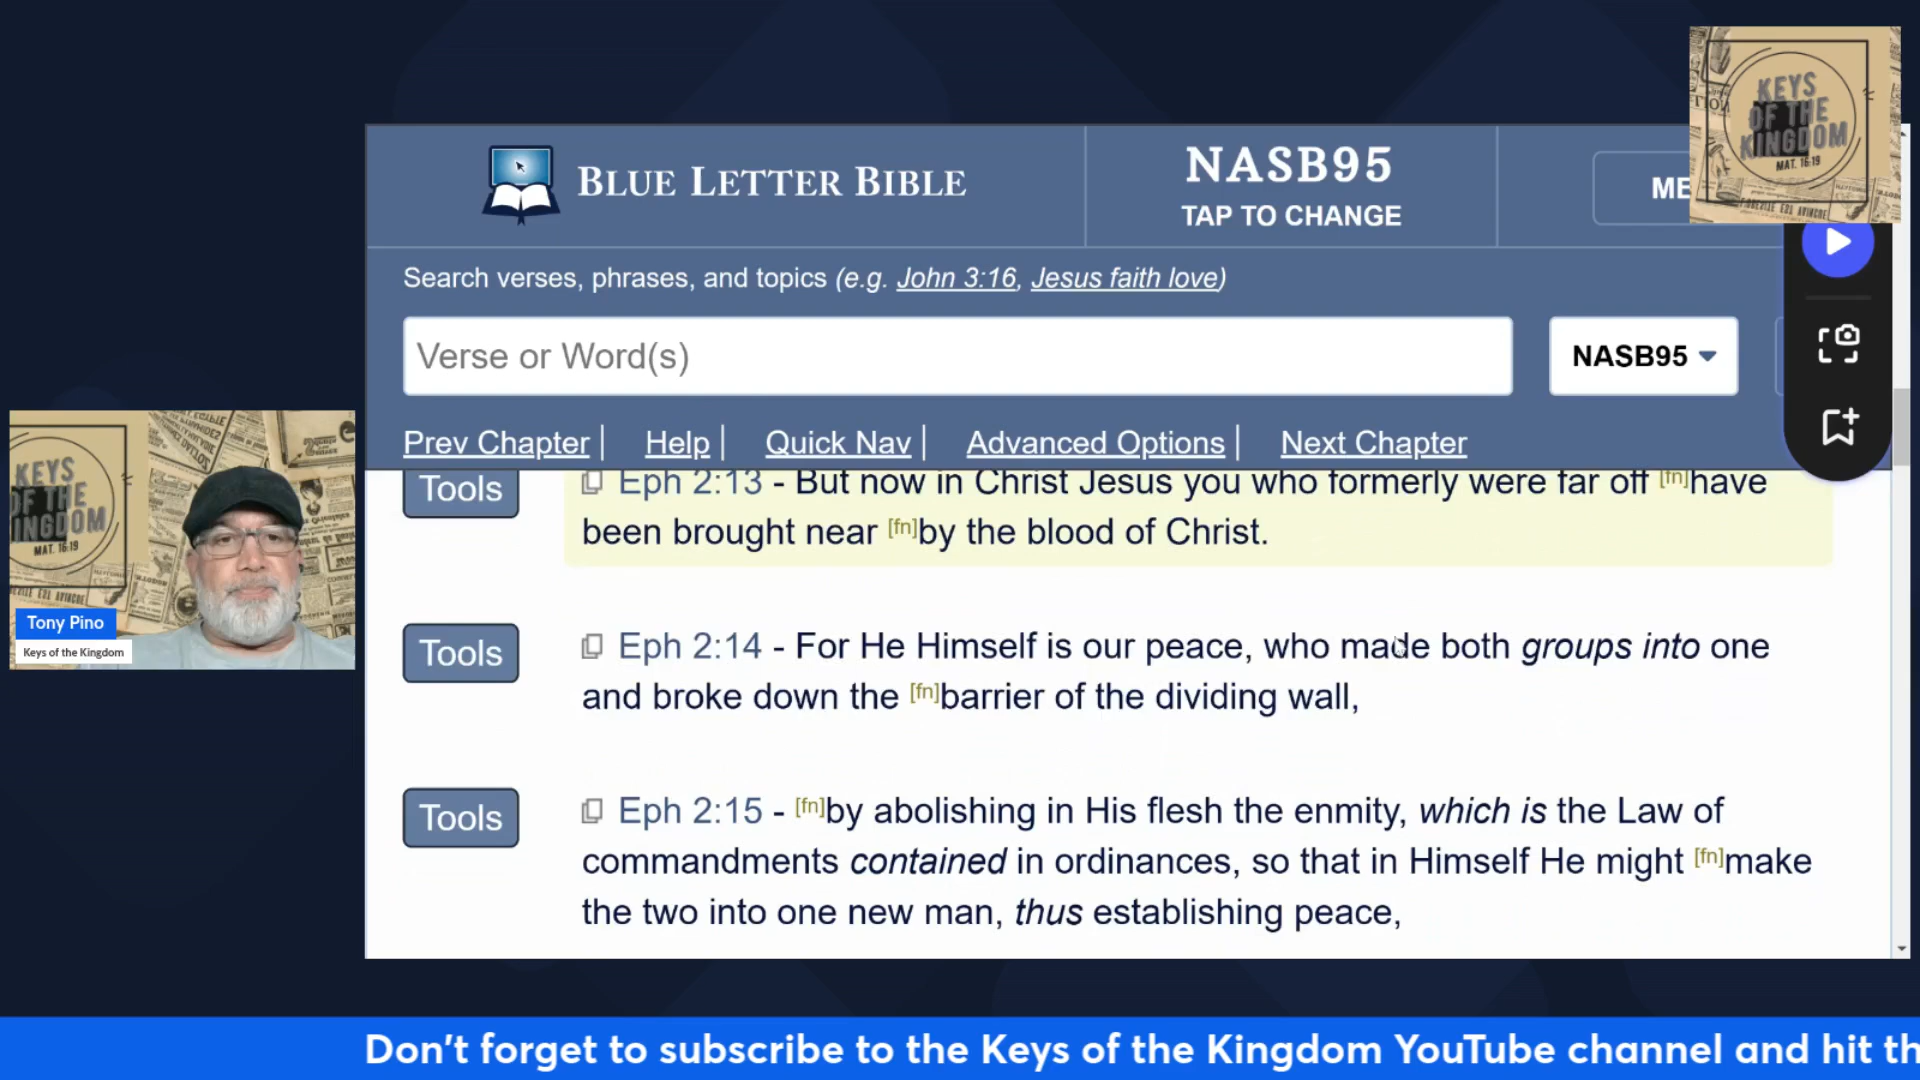 KEYS
OF THE
KINGDOM
MAT. 16:19
BLUE LETTER BIBLE
NASB95
TAP TO CHANGE
ME
Search verses, phrases, and topics (e.g. John 3:16, Jesus faith love)
Verse or Word(s)
NASB95
Prev Chapter | Help | Quick Nav | Advanced Options | Next Chapter
Tools
Eph 2:13 - But now in Christ Jesus you who formerly were far off [fn]have
been brought near [fn]by the blood of Christ.
Tools
Eph 2:14 - For He Himself is our peace, who made both groups into one
and broke down the [fn]barrier of the dividing wall,
Tools
Eph 2:15 - [fn]by abolishing in His flesh the enmity, which is the Law of
commandments contained in ordinances, so that in Himself He might [fn]make
the two into one new man, thus establishing peace,
KEYS
OF THE
KINGDOM
MAT. 16:19
Tony Pino
Keys of the Kingdom
Don't forget to subscribe to the Keys of the Kingdom YouTube channel and hit th